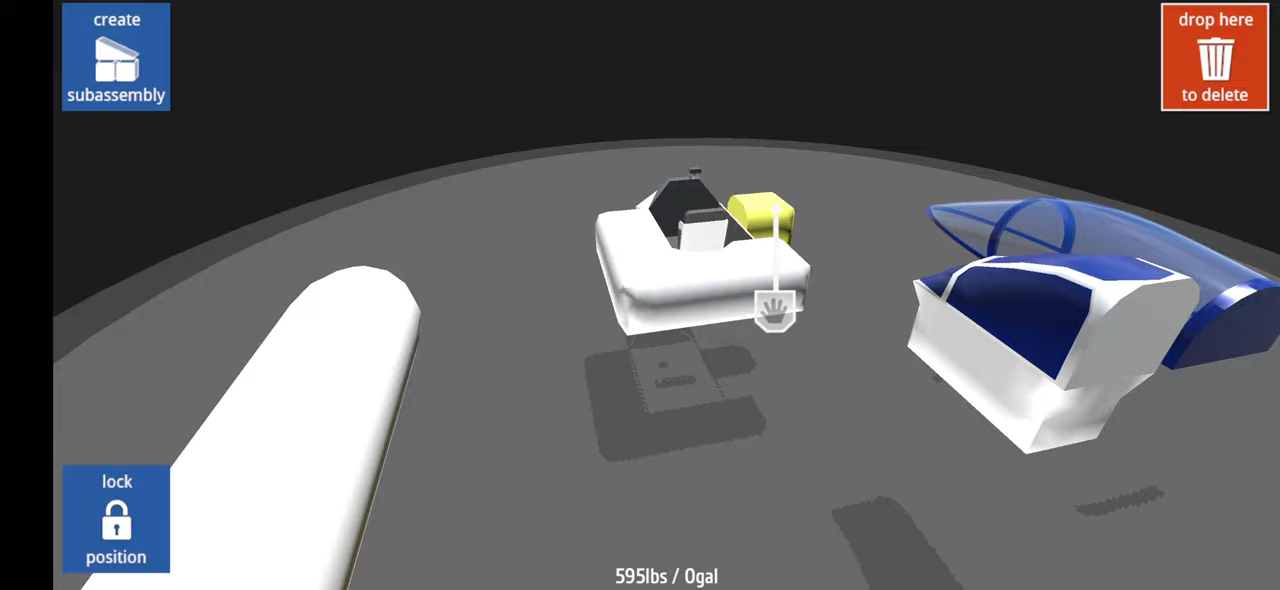 create
subassembly
drop here
to delete
lock
position
595lbs / 0gal